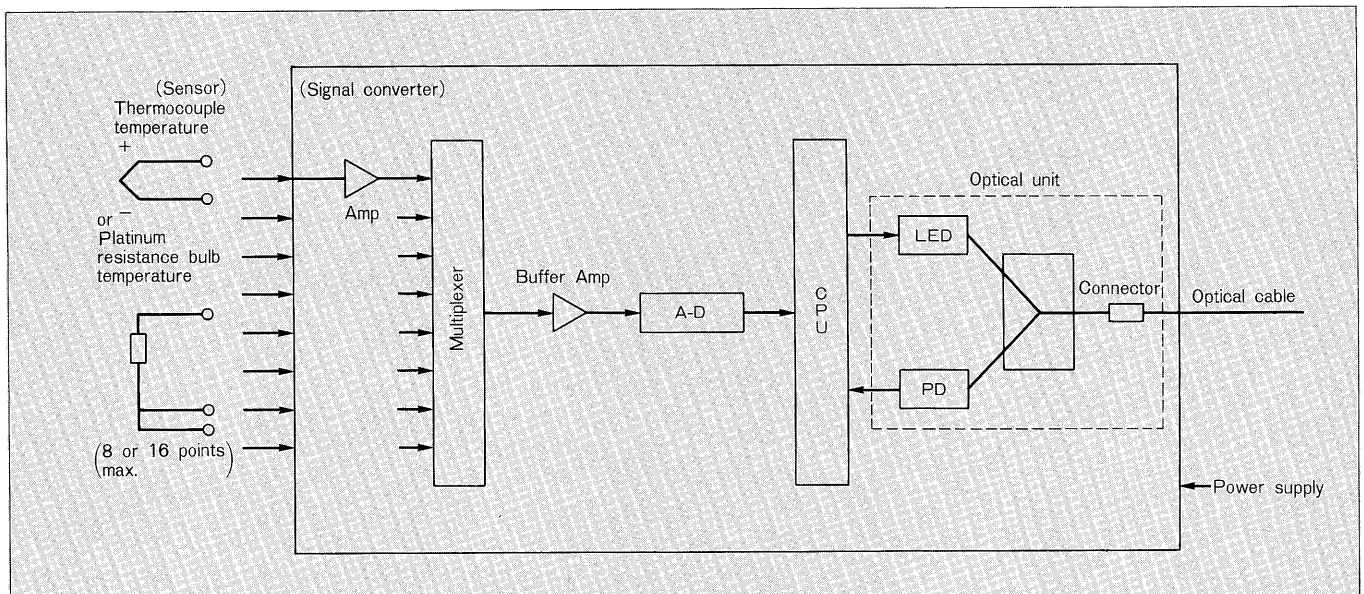 (Sensor)
Thermocouple
temperature
+
−
or
Platinum
resistance bulb
temperature
(8 or 16 points
max.)
(Signal converter)
Amp
Multiplexer
Buffer Amp
A-D
CPU
Optical unit
LED
PD
Connector
Optical cable
Power supply